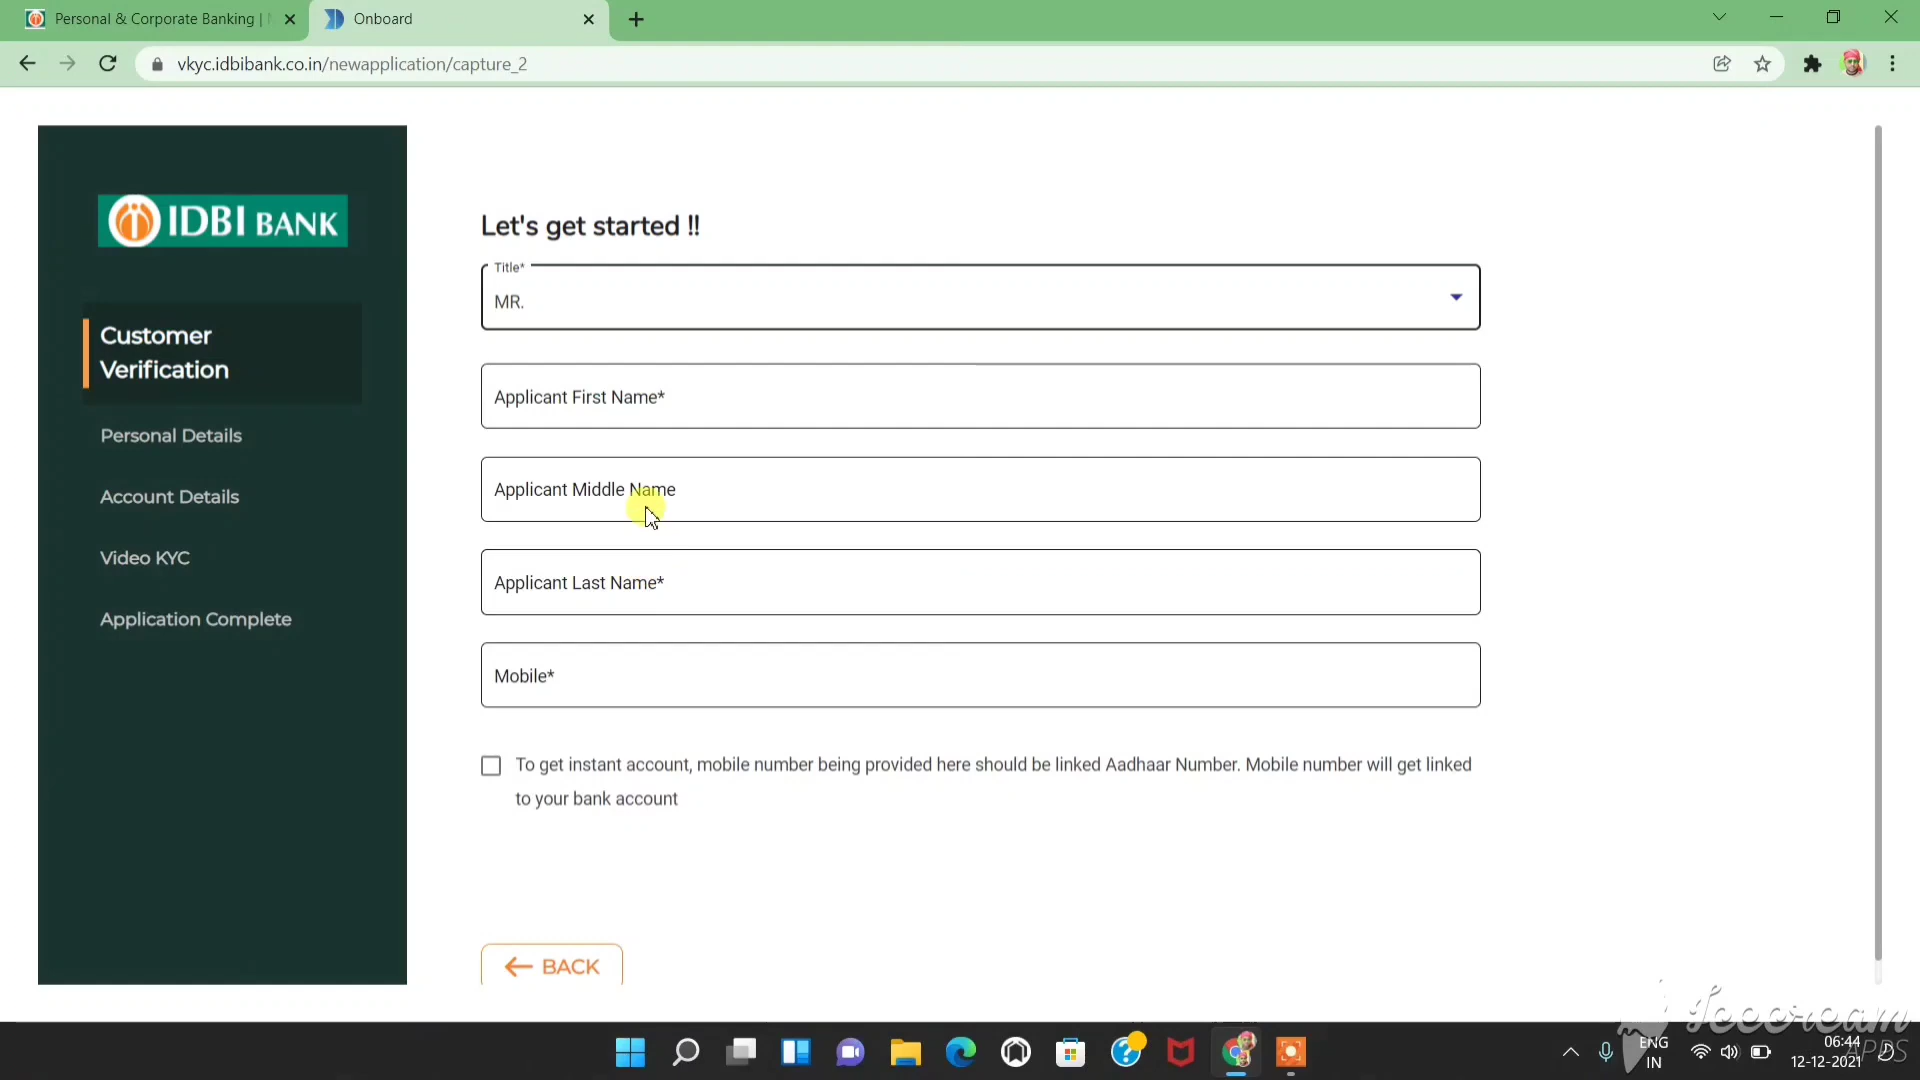 Personal & Corporate Banking |
Onboard
vkyc.idbibank.co.in/newapplication/capture_2
IDBI BANK
Customer
Verification
Personal Details
Account Details
Video KYC
Application Complete
Let's get started !!
Title*
MR.
Applicant First Name*
Applicant Middle Name
Applicant Last Name*
Mobile*
To get instant account, mobile number being provided here should be linked Aadhaar Number. Mobile number will get linked
to your bank account
BACK
Icecream
APPS
ENG
IN
06:44
12-12-2021